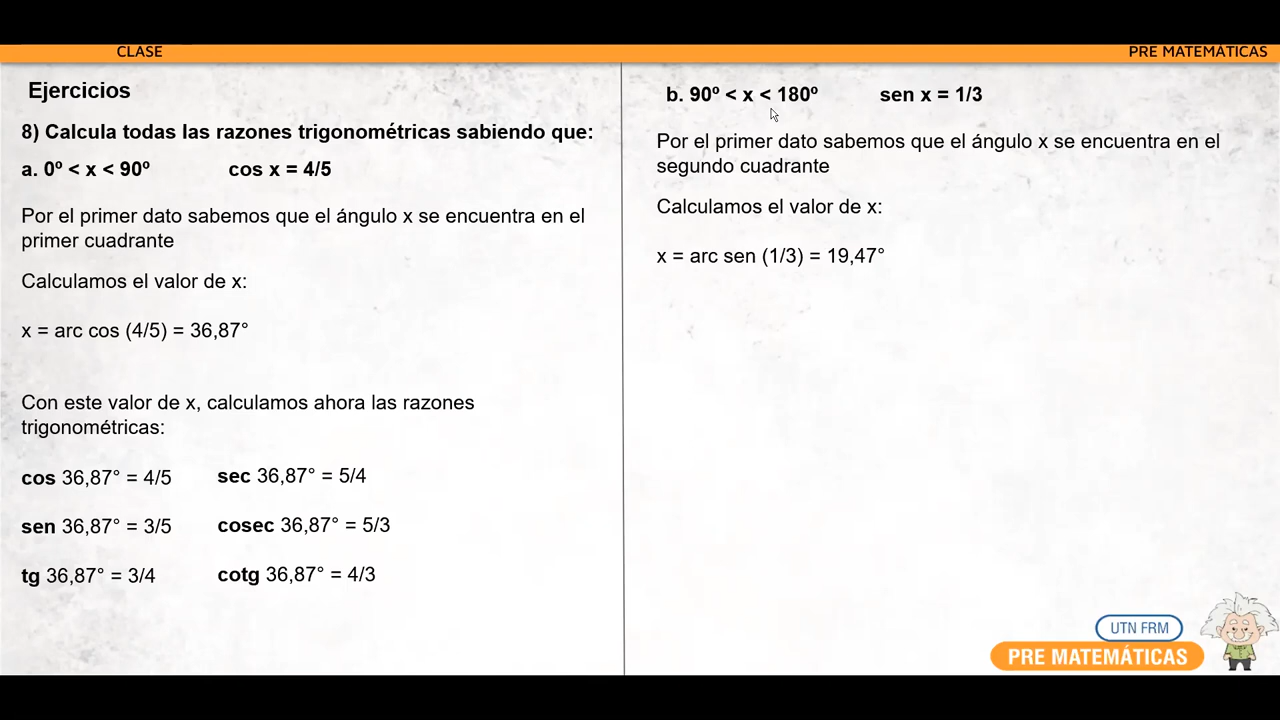 CLASE
PRE MATEMÁTICAS
Ejercicios
8) Calcula todas las razones trigonométricas sabiendo que:
a. 0º < x < 90º cos x = 4/5
Por el primer dato sabemos que el ángulo x se encuentra en el
primer cuadrante
Calculamos el valor de x:
x = arc cos (4/5) = 36,87°
Con este valor de x, calculamos ahora las razones
trigonométricas:
cos 36,87° = 4/5 sec 36,87° = 5/4
sen 36,87° = 3/5 cosec 36,87° = 5/3
tg 36,87° = 3/4 cotg 36,87° = 4/3
b. 90º < x < 180º sen x = 1/3
Por el primer dato sabemos que el ángulo x se encuentra en el
segundo cuadrante
Calculamos el valor de x:
x = arc sen (1/3) = 19,47°
UTN FRM
PRE MATEMÁTICAS